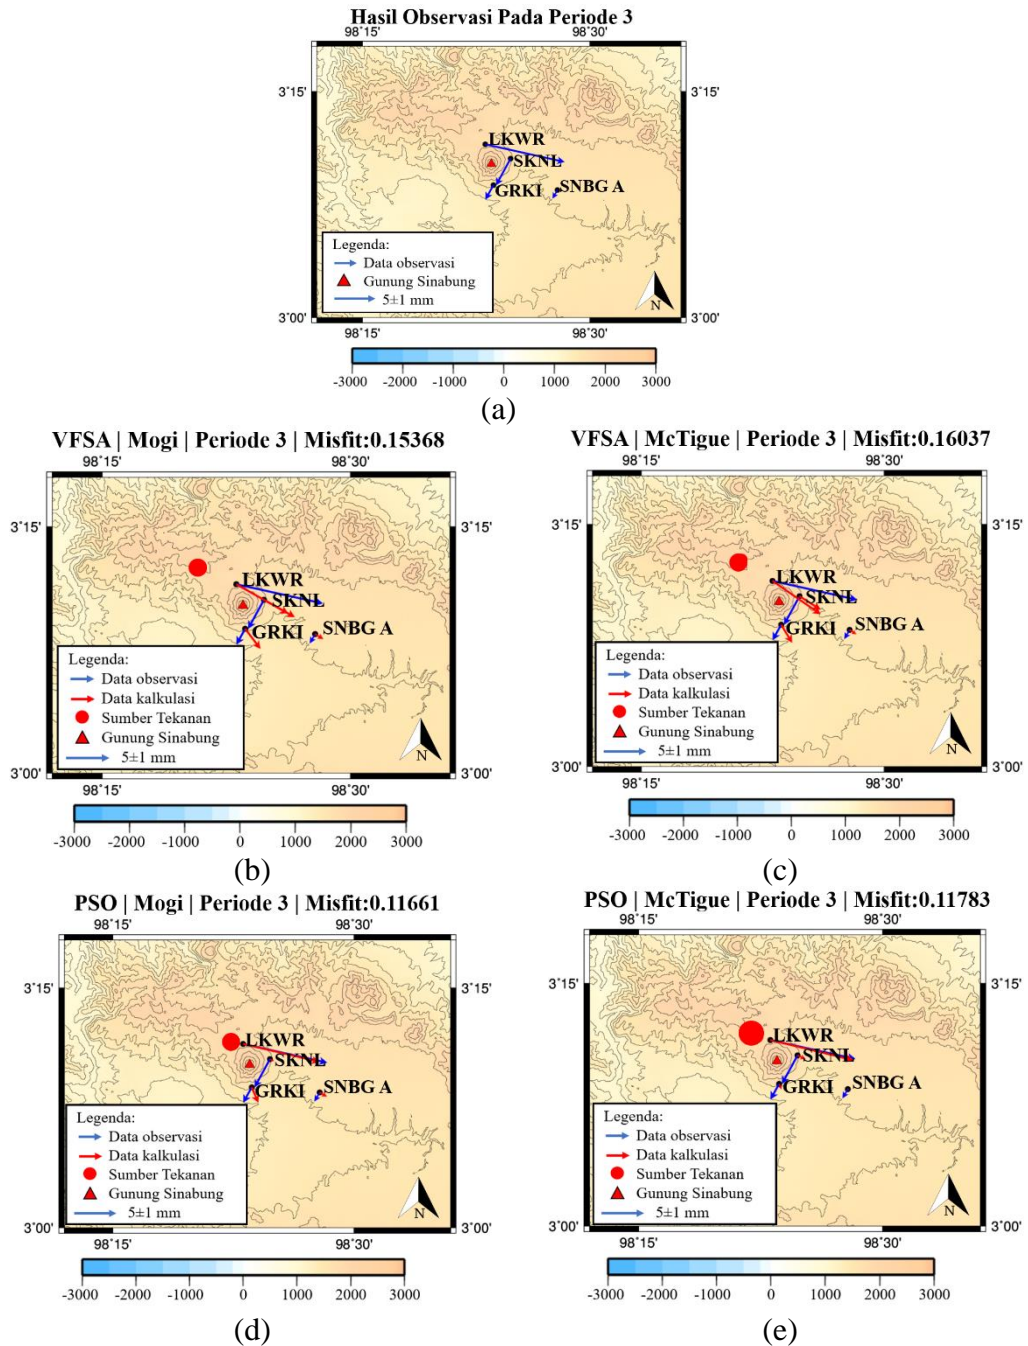 Hasil Observasi Pada Periode 3
98°15' 98°30'
3°15' 3°15'
LKWR
SKNL
GRKI SNBG A
Legenda:
Data observasi
Gunung Sinabung
5±1 mm
N
3°00' 3°00'
98°15' 98°30'
-3000 -2000 -1000 0 1000 2000 3000
(a)
VFSA | Mogi | Periode 3 | Misfit:0.15368
98°15' 98°30'
3°15'
LKWR
SKNL
GRKI SNBG A
Legenda:
Data observasi
Data kalkulasi
Sumber Tekanan
Gunung Sinabung
5±1 mm
N
3°00' 3°00'
98°15' 98°30'
-3000 -2000 -1000 0 1000 2000 3000
(b)
VFSA | McTigue | Periode 3 | Misfit:0.16037
98°15' 98°30'
3°15' 3°15'
LKWR
SKNL
GRKI SNBG A
Legenda:
Data observasi
Data kalkulasi
Sumber Tekanan
Gunung Sinabung
5±1 mm
N
3°00' 3°00'
98°15' 98°30'
-3000 -2000 -1000 0 1000 2000 3000
(c)
PSO | Mogi | Periode 3 | Misfit:0.11661
98°15' 98°30'
3°15' 3°15'
LKWR
SKNL
GRKI SNBG A
Legenda:
Data observasi
Data kalkulasi
Sumber Tekanan
Gunung Sinabung
5±1 mm
N
3°00' 3°00'
98°15' 98°30'
-3000 -2000 -1000 0 1000 2000 3000
(d)
PSO | McTigue | Periode 3 | Misfit:0.11783
98°15' 98°30'
3°15' 3°15'
LKWR
SKNL
GRKI SNBG A
Legenda:
Data observasi
Data kalkulasi
Sumber Tekanan
Gunung Sinabung
5±1 mm
N
3°00' 3°00'
98°15' 98°30'
-3000 -2000 -1000 0 1000 2000 3000
(e)